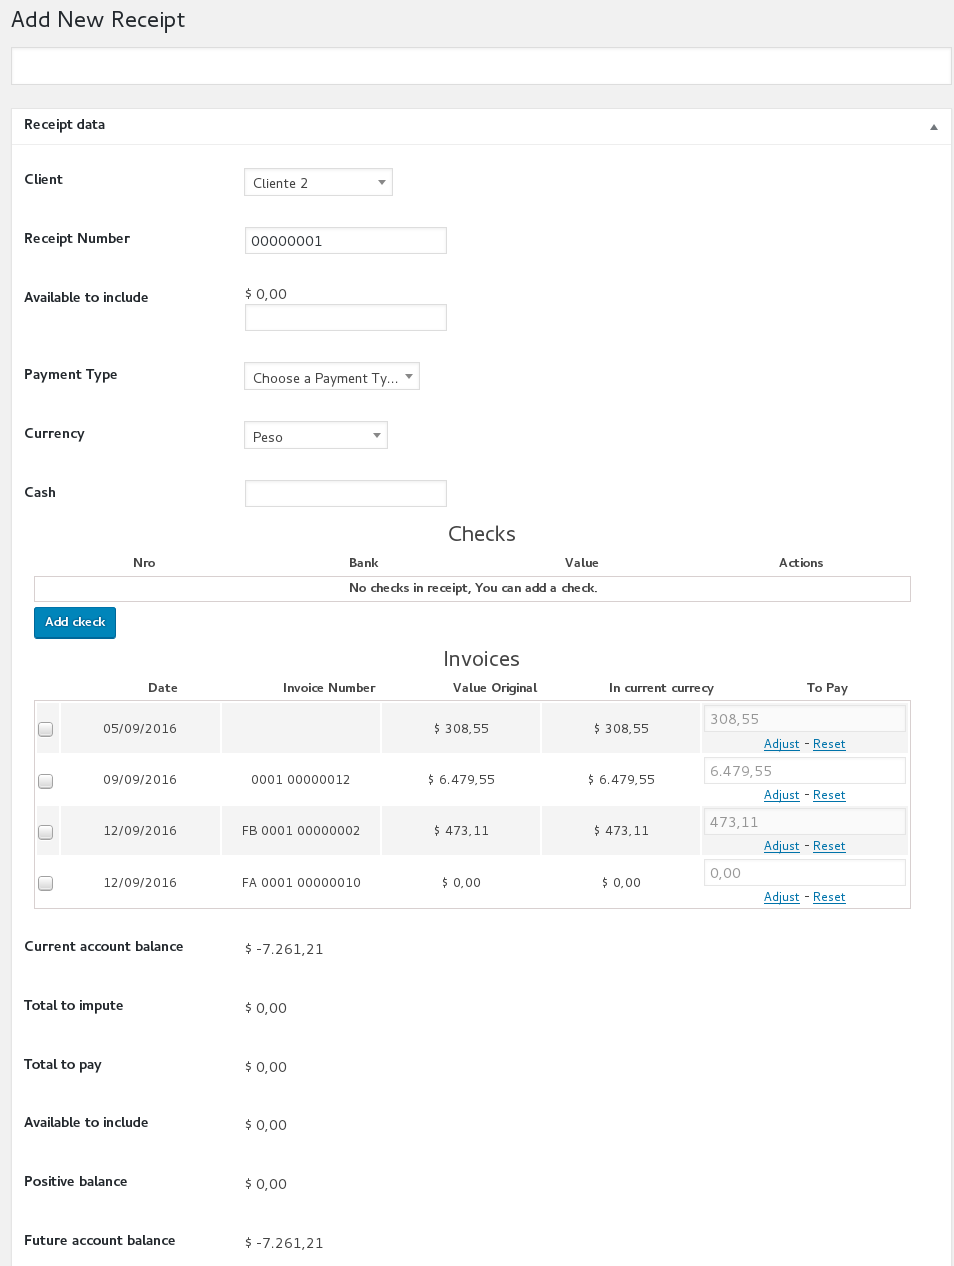 Add New Receipt
Receipt data
Client
Cliente 2
Receipt Number
00000001
Available to include
$ 0,00
Payment Type
Choose a Payment Ty...
Currency
Peso
Cash
Checks
Nro Bank Value Actions
No checks in receipt, You can add a check.
Add ckeck
Invoices
Date Invoice Number Value Original In current currecy To Pay
05/09/2016 $ 308,55 $ 308,55 308,55
Adjust - Reset
09/09/2016 0001 00000012 $ 6.479,55 $ 6.479,55 6.479,55
Adjust - Reset
12/09/2016 FB 0001 00000002 $ 473,11 $ 473,11 473,11
Adjust - Reset
12/09/2016 FA 0001 00000010 $ 0,00 $ 0,00 0,00
Adjust - Reset
Current account balance $ -7.261,21
Total to impute $ 0,00
Total to pay $ 0,00
Available to include $ 0,00
Positive balance $ 0,00
Future account balance $ -7.261,21